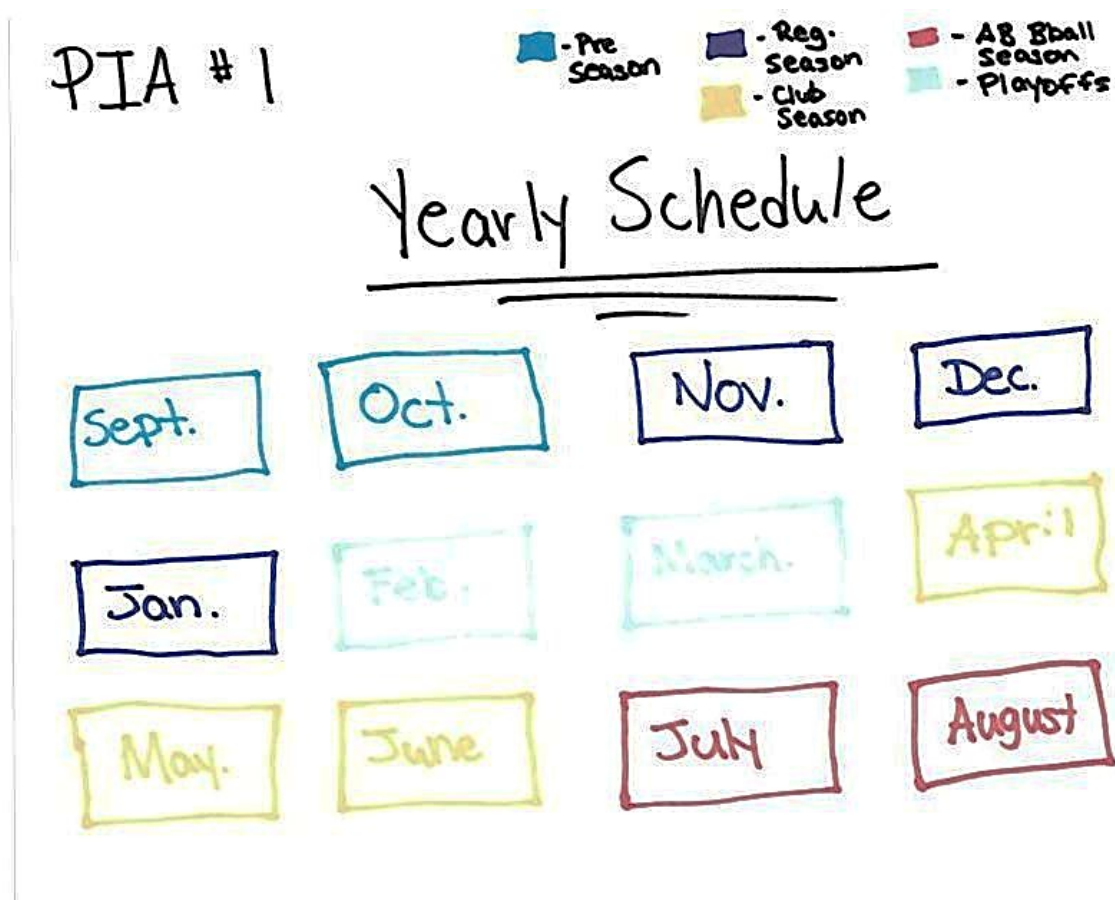 PIA #1
- Pre
Season
- Reg.
Season
- Club
Season
- AB Bball
Season
- Playoffs
Yearly Schedule
Sept.
Oct.
Nov.
Dec.
Jan.
Feb.
March.
April
May.
June
July
August